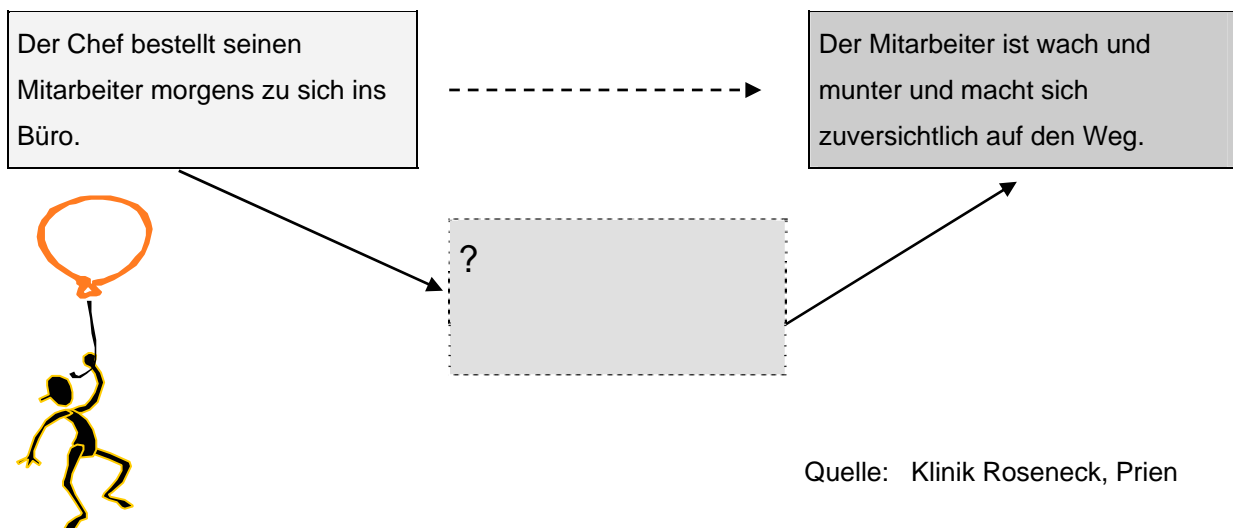 Der Chef bestellt seinen
Mitarbeiter morgens zu sich ins
Büro.
Der Mitarbeiter ist wach und
munter und macht sich
zuversichtlich auf den Weg.
?
Quelle: Klinik Roseneck, Prien